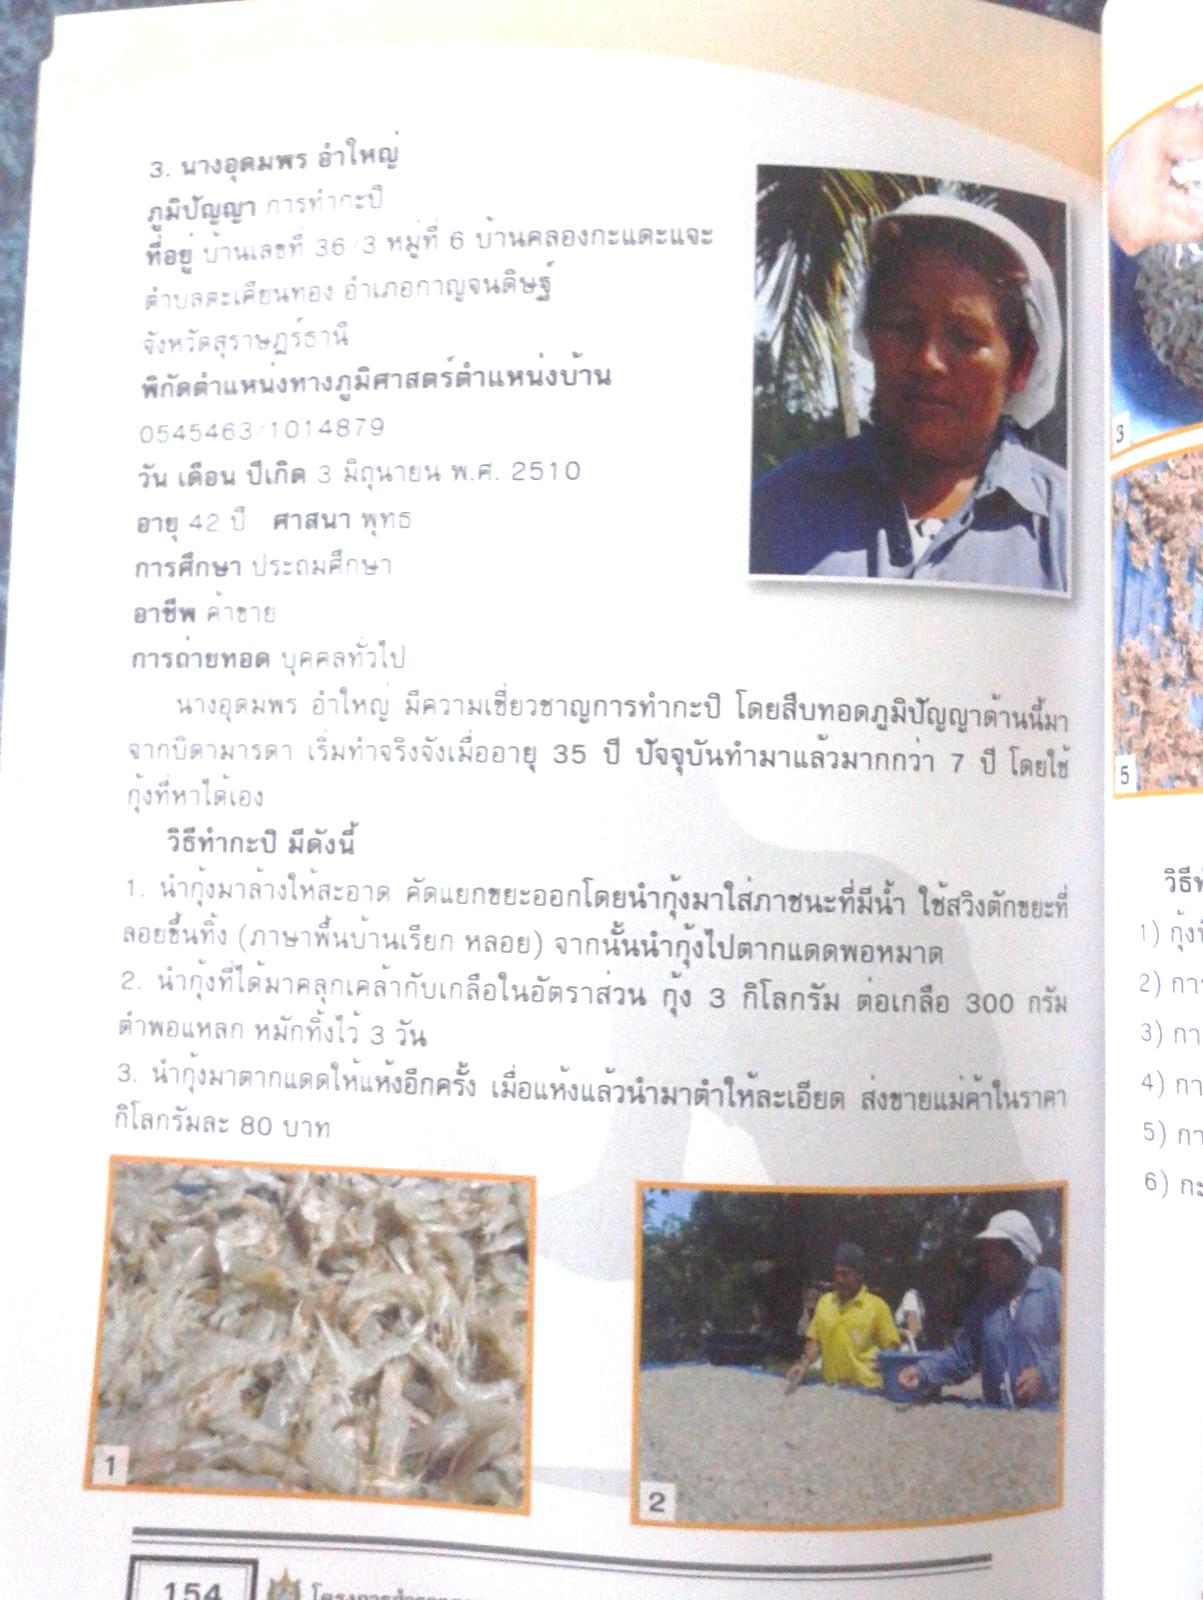 3. นางอุดมพร อำใหญ่
ภูมิปัญญา การทำกะปิ
ที่อยู่ บ้านเลขที่ 36/3 หมู่ที่ 6 บ้านคลองกะแดะแจะ
ตำบลตะเคียนทอง อำเภอกาญจนดิษฐ์
จังหวัดสุราษฎร์ธานี
พิกัดตำแหน่งทางภูมิศาสตร์ตำแหน่งบ้าน
0545463/1014879
วัน เดือน ปีเกิด 3 มิถุนายน พ.ศ. 2510
อายุ 42 ปี ศาสนา พุทธ
การศึกษา ประถมศึกษา
อาชีพ ค้าขาย
การถ่ายทอด บุคคลทั่วไป
นางอุดมพร อำใหญ่ มีความเชี่ยวชาญการทำกะปิ โดยสืบทอดภูมิปัญญาด้านนี้มา
จากบิดามารดา เริ่มทำจริงจังเมื่ออายุ 35 ปี ปัจจุบันทำมาแล้วมากกว่า 7 ปี โดยใช้
กุ้งที่หาได้เอง
วิธีทำกะปิ มีดังนี้
1. นำกุ้งมาล้างให้สะอาด คัดแยกขยะออกโดยนำกุ้งมาใส่ภาชนะที่มีน้ำ ใช้สวิงตักขยะที่
ลอยขึ้นทิ้ง (ภาษาพื้นบ้านเรียก หลอย) จากนั้นนำกุ้งไปตากแดดพอหมาด
2. นำกุ้งที่ได้มาคลุกเคล้ากับเกลือในอัตราส่วน กุ้ง 3 กิโลกรัม ต่อเกลือ 300 กรัม
ตำพอแหลก หมักทิ้งไว้ 3 วัน
3. นำกุ้งมาตากแดดให้แห้งอีกครั้ง เมื่อแห้งแล้วนำมาตำให้ละเอียด ส่งขายแม่ค้าในราคา
กิโลกรัมละ 80 บาท
1
2
154
3
5
1)
2)
3)
4)
5)
6)